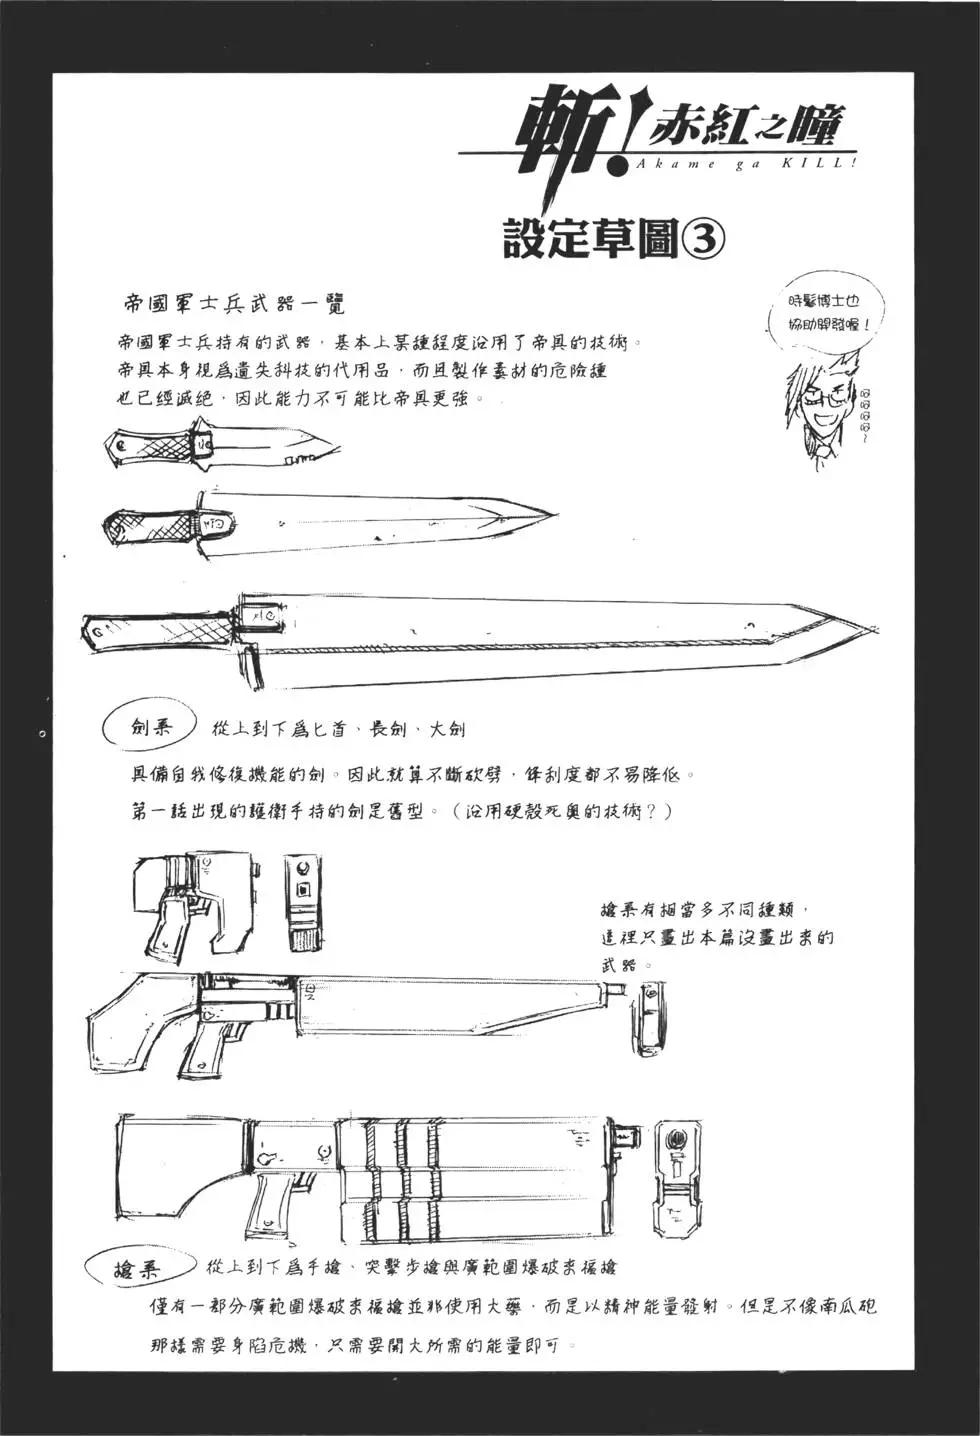 斬！赤紅之瞳
Akame ga KILL!
設定草圖③
帝國軍士兵武器一覽
時髦博士也
協助開發喔！
帝國軍士兵持有的武器，基本上某種程度沿用了帝具的技術。
帝具本身視為遺失科技的代用品，而且製作素材的危險種
也已經滅絕，因此能力不可能比帝具更強。
劍系
從上到下為匕首、長劍、大劍
具備自我修復機能的劍。因此就算不斷砍劈，鋒利度都不易降低。
第一話出現的護衛手持的劍是舊型。（沿用硬殼死奧的技術？）
槍系有相當多不同種類，
這裡只畫出本篇沒畫出來的
武器。
槍系
從上到下為手槍、突擊步槍與廣範圍爆破來福槍
僅有一部分廣範圍爆破來福槍並非使用火藥，而是以精神能量發射。但是不像南瓜砲
那樣需要身陷危機，只需要開火所需的能量即可。